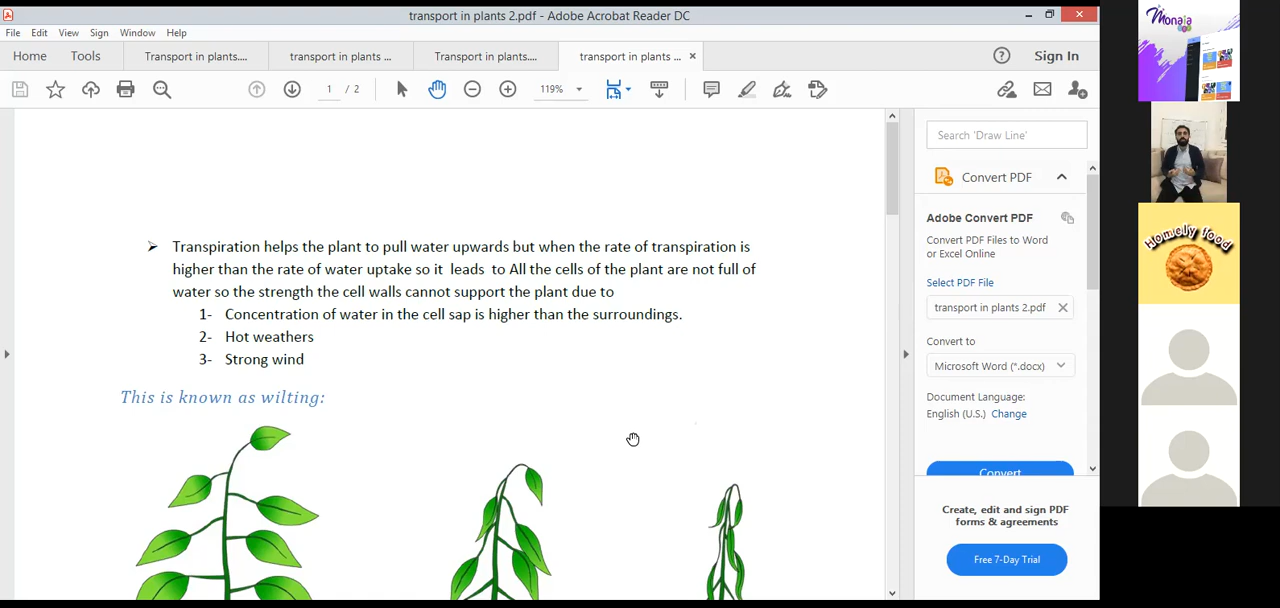 transport in plants 2.pdf - Adobe Acrobat Reader DC
File Edit View Sign Window Help
Home Tools Transport in plants.... transport in plants ... Transport in plants.... transport in plants ... × Sign In
1 / 2 119%
Transpiration helps the plant to pull water upwards but when the rate of transpiration is
higher than the rate of water uptake so it leads to All the cells of the plant are not full of
water so the strength the cell walls cannot support the plant due to
1- Concentration of water in the cell sap is higher than the surroundings.
2- Hot weathers
3- Strong wind
This is known as wilting:
Search 'Draw Line'
Convert PDF
Adobe Convert PDF
Convert PDF Files to Word
or Excel Online
Select PDF File
transport in plants 2.pdf
Convert to
Microsoft Word (*.docx)
Document Language:
English (U.S.) Change
Convert
Create, edit and sign PDF
forms & agreements
Free 7-Day Trial
Monaja
Homely food